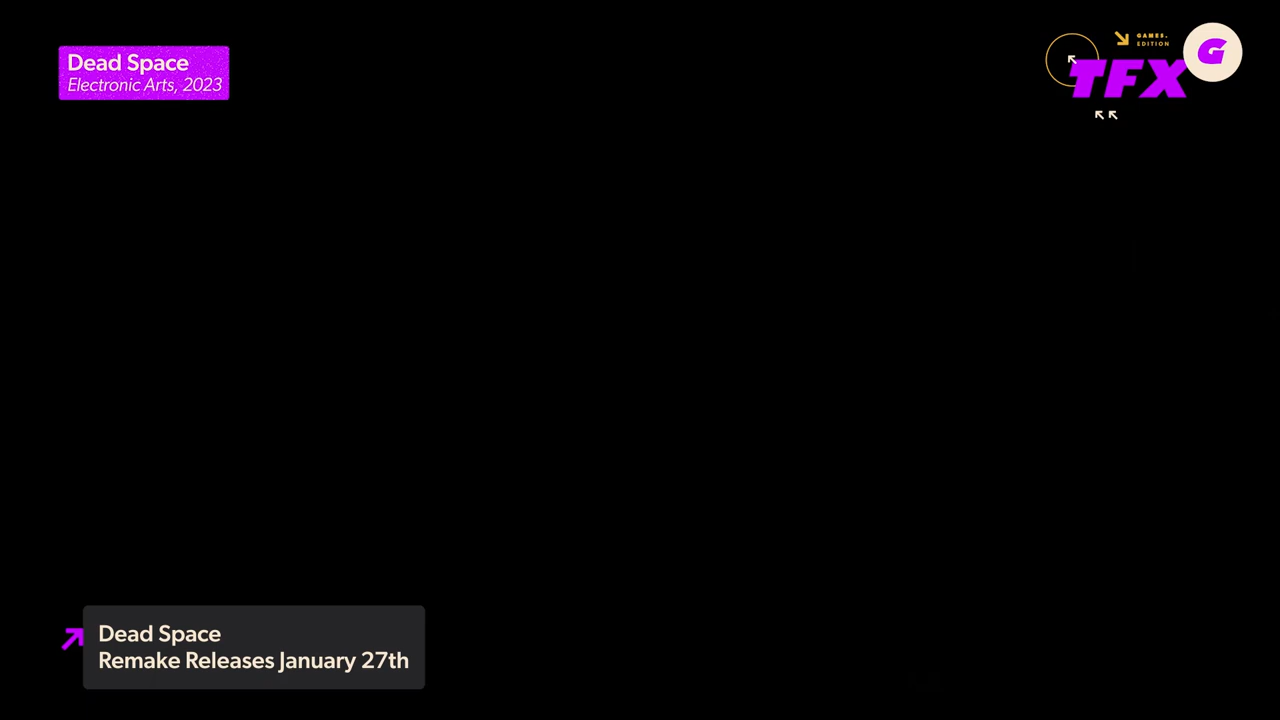 Dead Space
Electronic Arts, 2023
GAMES.
EDITION
TFX
G
Dead Space
Remake Releases January 27th